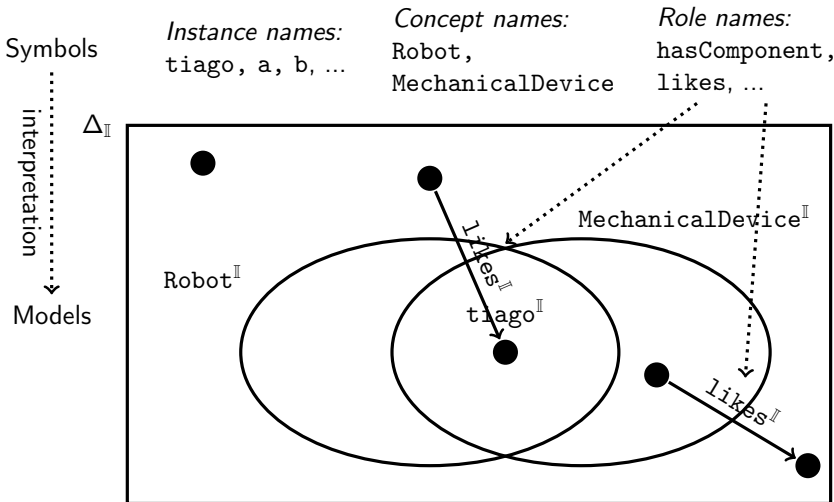 Symbols
interpretation
Models
Instance names:
tiago, a, b, ...
Concept names:
Robot,
MechanicalDevice
Role names:
hasComponent,
likes, ...
Δ𝕀
MechanicalDevice𝕀
likes𝕀
Robot𝕀
tiago𝕀
likes𝕀